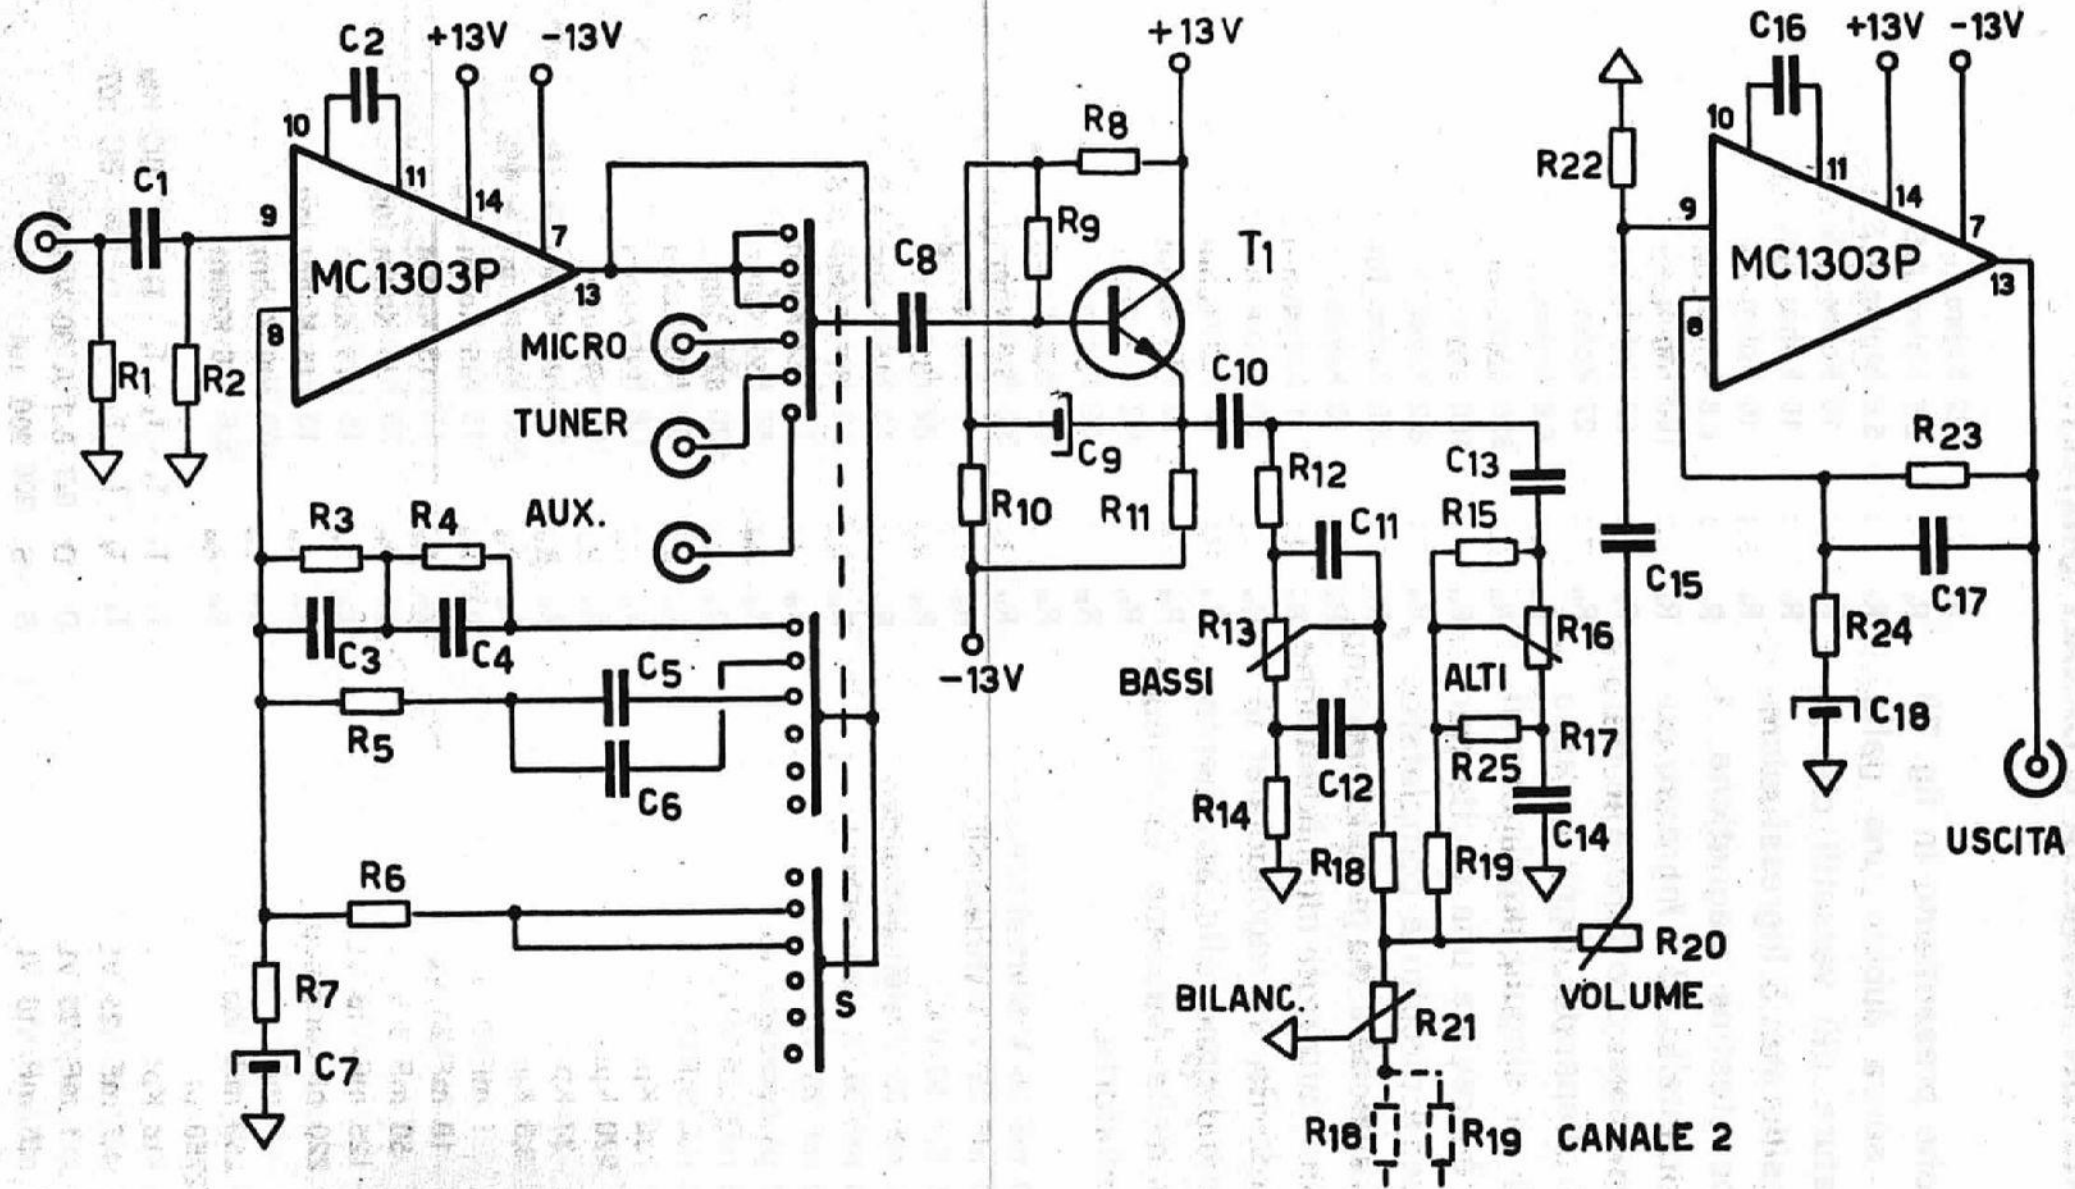 C2 +13V -13V
10
11
C1
9
14
7
MC1303P
13
8
R1 R2
MICRO
TUNER
AUX.
R3 R4
C3 C4
R5
C5
C6
R6
R7
C7
S
+13V
R8
R9
C8
T1
C9
C10
R10
R11
-13V
R12
C11
R13
BASSI
C12
R14
R18
C13
R15
R16
ALTI
R17
R25
C14
R19
C15
R20
VOLUME
BILANC.
R21
R18 R19 CANALE 2
C16 +13V -13V
R22
10
11
9
14
7
MC1303P
13
8
R23
C17
R24
C18
USCITA